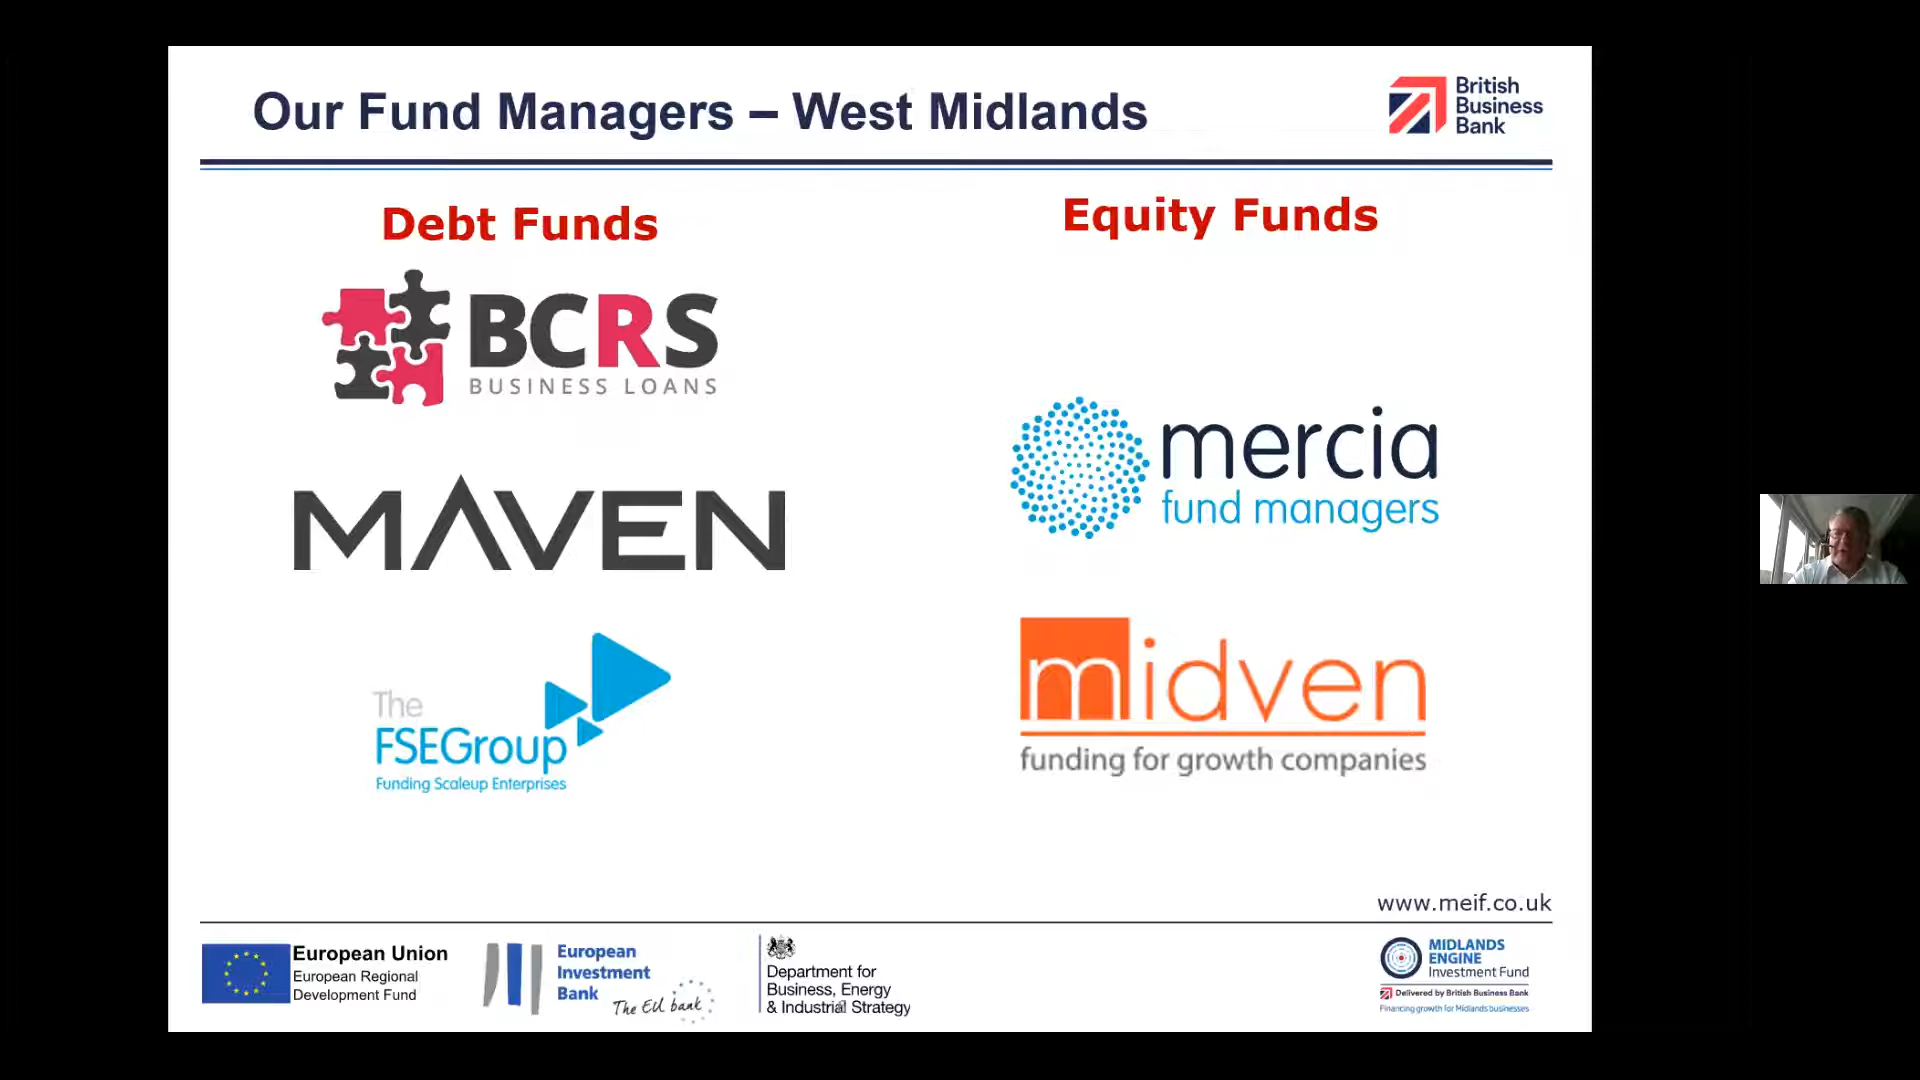 Our Fund Managers – West Midlands
British
Business
Bank
Debt Funds
Equity Funds
BCRS
BUSINESS LOANS
mercia
fund managers
MAVEN
midven
funding for growth companies
The
FSEGroup
Funding Scaleup Enterprises
www.meif.co.uk
European Union
European Regional
Development Fund
European
Investment
Bank
The EU bank
Department for
Business, Energy
& Industrial Strategy
MIDLANDS
ENGINE
Investment Fund
Delivered by British Business Bank
Financing growth for Midlands businesses